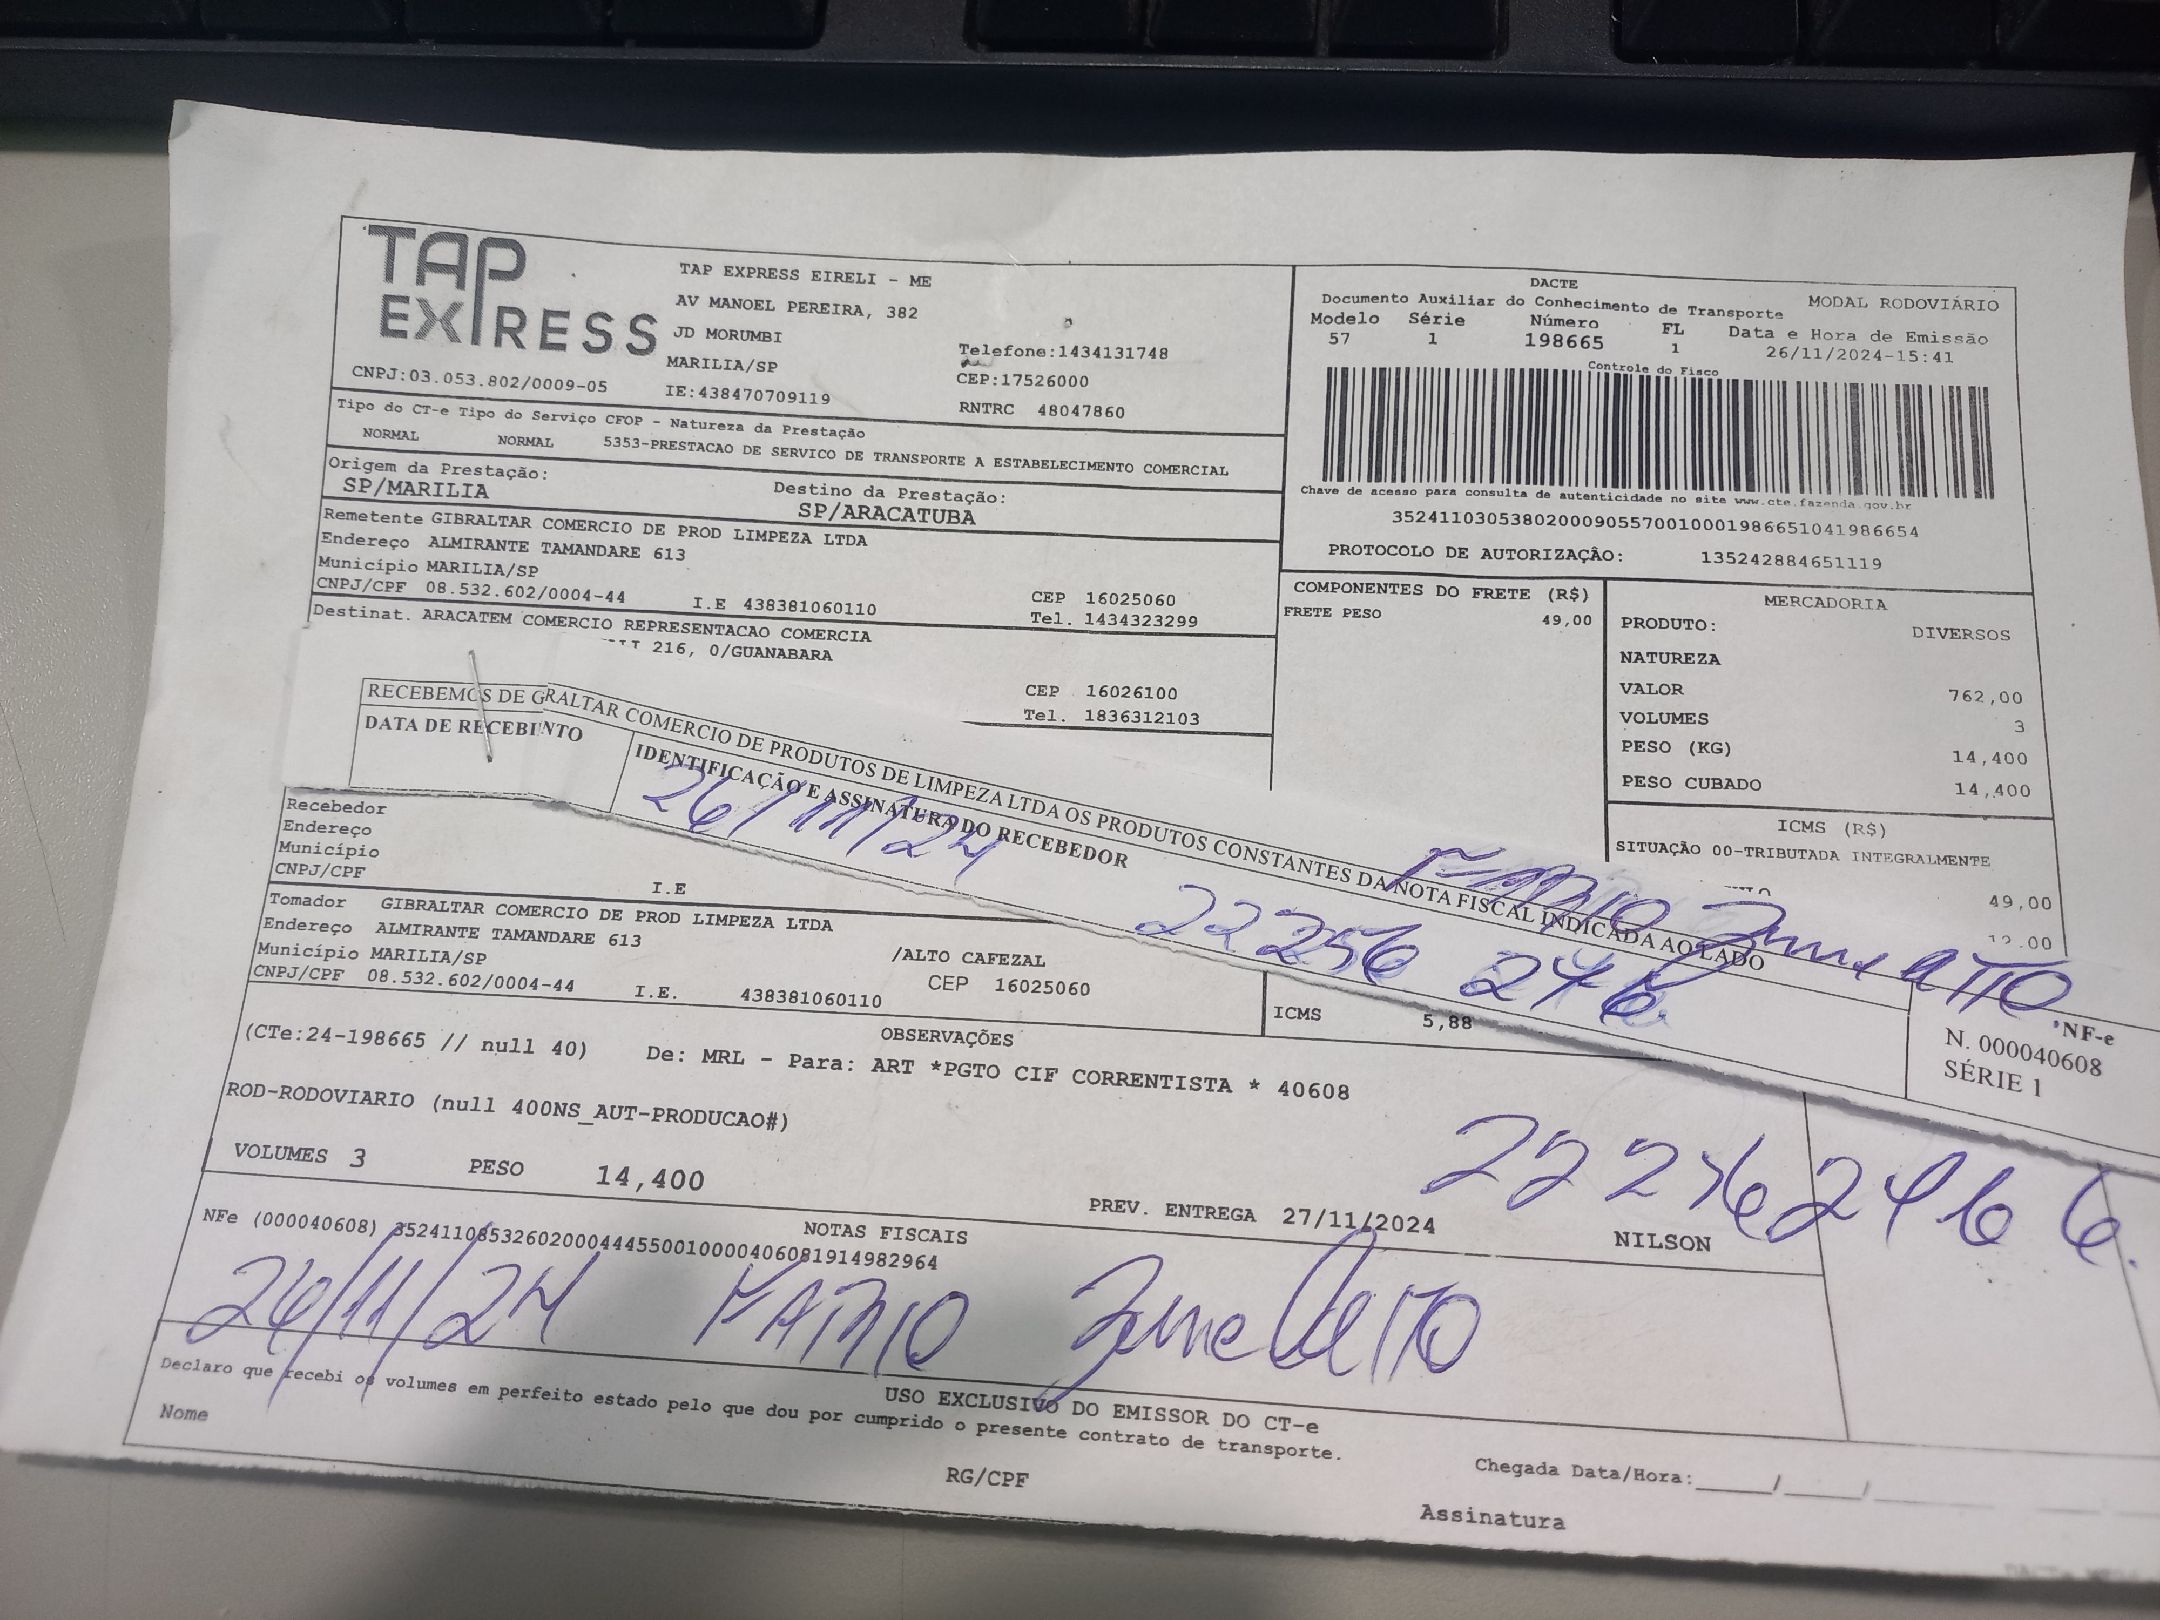 TAP
EXPRESS
TAP EXPRESS EIRELI - ME
AV MANOEL PEREIRA, 382
JD MORUMBI
MARILIA/SP
Telefone:1434131748
CEP:17526000
CNPJ:03.053.802/0009-05
IE:438470709119
RNTRC 48047860
DACTE
Documento Auxiliar do Conhecimento de Transporte
MODAL RODOVIÁRIO
Modelo Série Número FL Data e Hora de Emissão
57 1 198665 1 26/11/2024-15:41
Controle do Fisco
Chave de acesso para consulta de autenticidade no site www.cte.fazenda.gov.br
35241103053802000905570010001986651041986654
PROTOCOLO DE AUTORIZAÇÃO: 135242884651119
Tipo do CT-e Tipo do Serviço CFOP - Natureza da Prestação
NORMAL NORMAL 5353-PRESTACAO DE SERVICO DE TRANSPORTE A ESTABELECIMENTO COMERCIAL
Origem da Prestação:
SP/MARILIA
Destino da Prestação:
SP/ARACATUBA
Remetente GIBRALTAR COMERCIO DE PROD LIMPEZA LTDA
Endereço ALMIRANTE TAMANDARE 613
Município MARILIA/SP
CNPJ/CPF 08.532.602/0004-44 I.E 438381060110
CEP 16025060
Tel. 1434323299
Destinat. ARACATEM COMERCIO REPRESENTACAO COMERCIA
216, 0/GUANABARA
CEP 16026100
Tel. 1836312103
COMPONENTES DO FRETE (R$)
FRETE PESO 49,00
MERCADORIA
PRODUTO: DIVERSOS
NATUREZA
VALOR 762,00
VOLUMES 3
PESO (KG) 14,400
PESO CUBADO 14,400
ICMS (R$)
SITUAÇÃO 00-TRIBUTADA INTEGRALMENTE
49,00
12.00
ICMS 5,88
RECEBEMOS DE G RALTAR COMERCIO DE PRODUTOS DE LIMPEZA LTDA OS PRODUTOS CONSTANTES DA NOTA FISCAL INDICADA AO LADO
DATA DE RECEBI NTO
IDENTIFICAÇÃO E ASSINATURA DO RECEBEDOR
26/11/24
22256 246
NF-e
N. 000040608
SÉRIE 1
Recebedor
Endereço
Município
CNPJ/CPF
I.E
Tomador GIBRALTAR COMERCIO DE PROD LIMPEZA LTDA
Endereço ALMIRANTE TAMANDARE 613
/ALTO CAFEZAL
Município MARILIA/SP
CEP 16025060
CNPJ/CPF 08.532.602/0004-44 I.E. 438381060110
OBSERVAÇÕES
(CTe:24-198665 // null 40) De: MRL - Para: ART *PGTO CIF CORRENTISTA * 40608
ROD-RODOVIARIO (null 400NS_AUT-PRODUCAO#)
VOLUMES 3 PESO 14,400
PREV. ENTREGA 27/11/2024 NILSON
NOTAS FISCAIS
NFe (000040608) 35241108532602000444550010000406081914982964
26/11/24
USO EXCLUSIVO DO EMISSOR DO CT-e
Declaro que recebi os volumes em perfeito estado pelo que dou por cumprido o presente contrato de transporte.
Nome
RG/CPF
Chegada Data/Hora:
Assinatura